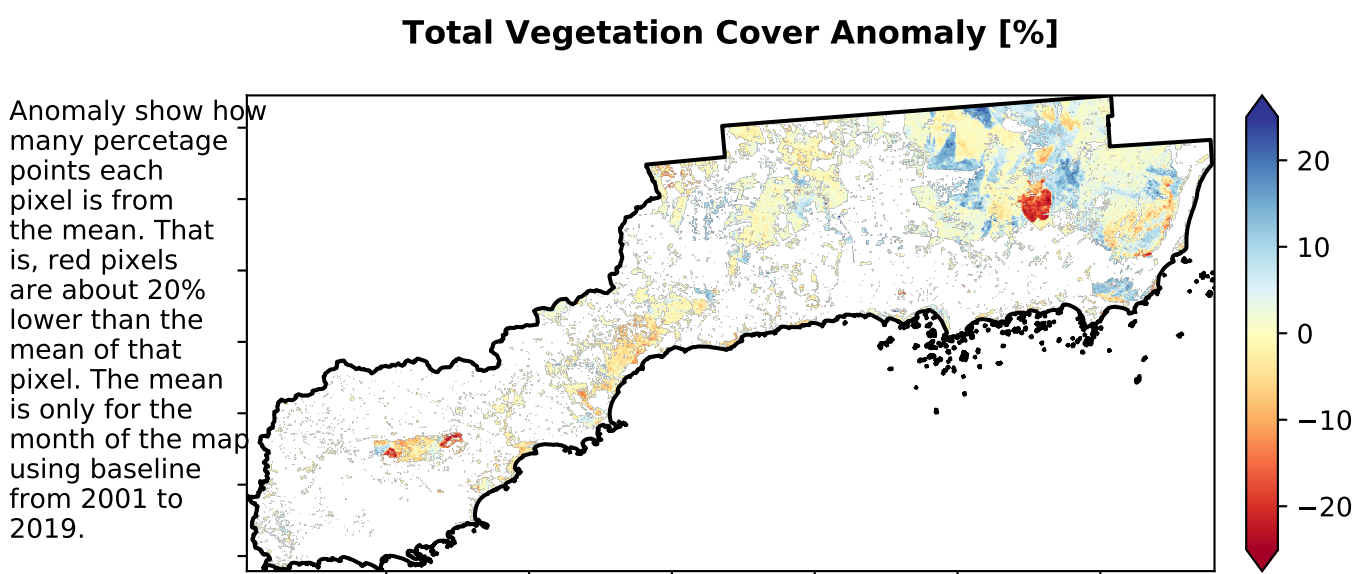 Total Vegetation Cover Anomaly [%]
Anomaly show how
many percetage
points each
pixel is from
the mean. That
is, red pixels
are about 20%
lower than the
mean of that
pixel. The mean
is only for the
month of the map
using baseline
from 2001 to
2019.
20
10
0
−10
−20